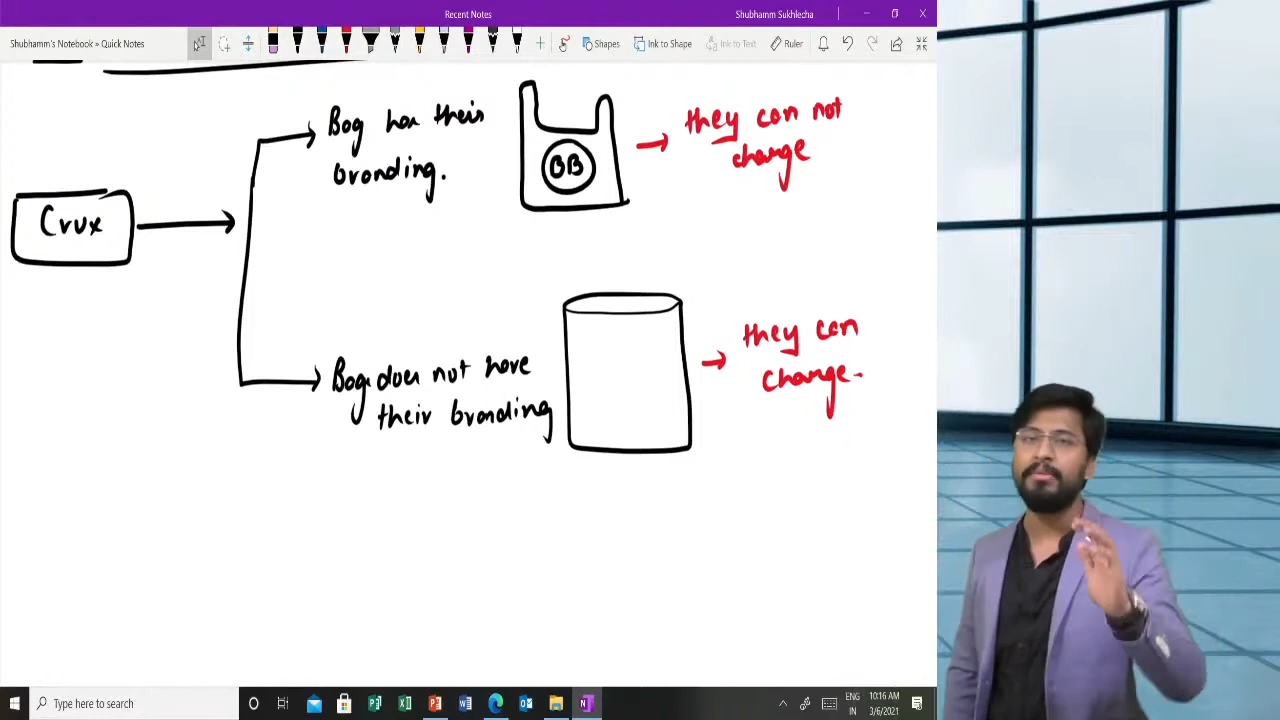 Recent Notes
Shubhamm Sukhlecha
Shubhamm's Notebook » Quick Notes
Shapes
Ink to Shape
Ink to Text
Ruler
Bag has their
branding.
BB
they can not
change
Crux
Bag does not have
their branding
they can
change.
Type here to search
ENG
IN
10:16 AM
3/6/2021